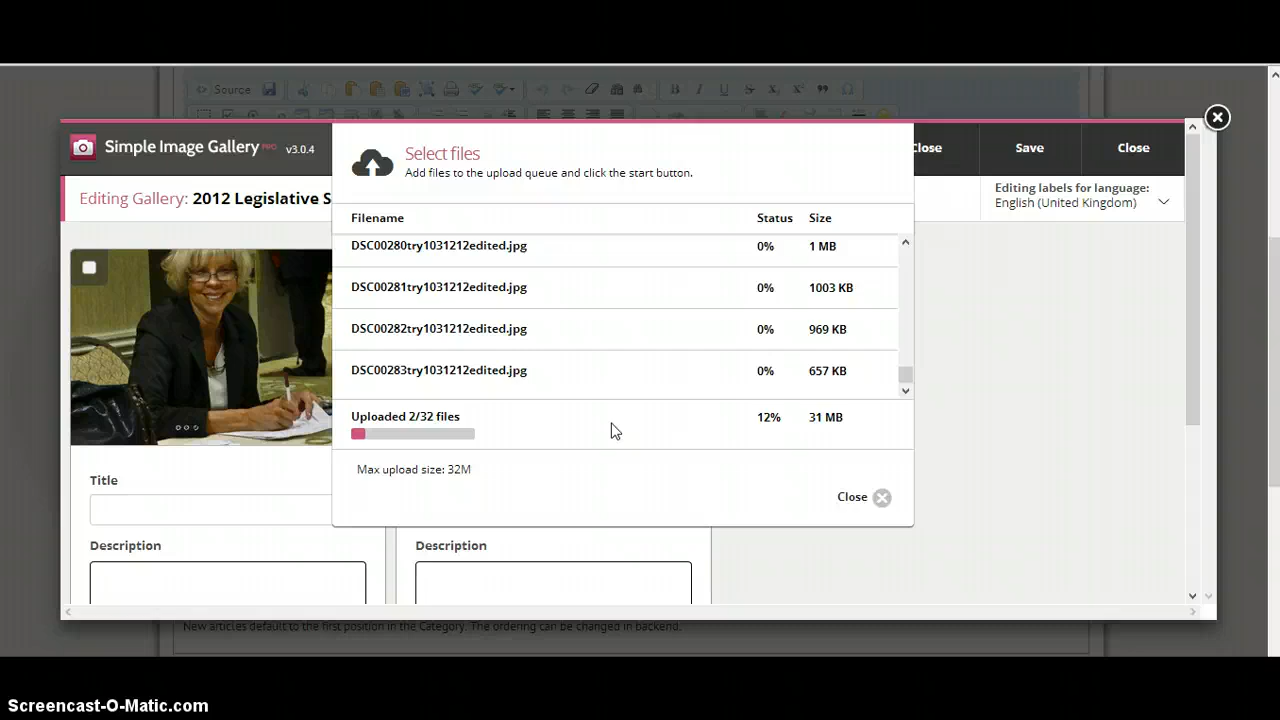 Source
B I U S X₂ X² Ω
Simple Image Gallery PRO v3.0.4
Close Save Close
Select files
Add files to the upload queue and click the start button.
Editing Gallery: 2012 Legislative S
Editing labels for language:
English (United Kingdom)
Filename Status Size
DSC00280try1031212edited.jpg 0% 1 MB
DSC00281try1031212edited.jpg 0% 1003 KB
DSC00282try1031212edited.jpg 0% 969 KB
DSC00283try1031212edited.jpg 0% 657 KB
Uploaded 2/32 files 12% 31 MB
Max upload size: 32M
Close
Title
Description Description
New articles default to the first position in the Category. The ordering can be changed in backend.
Screencast-O-Matic.com